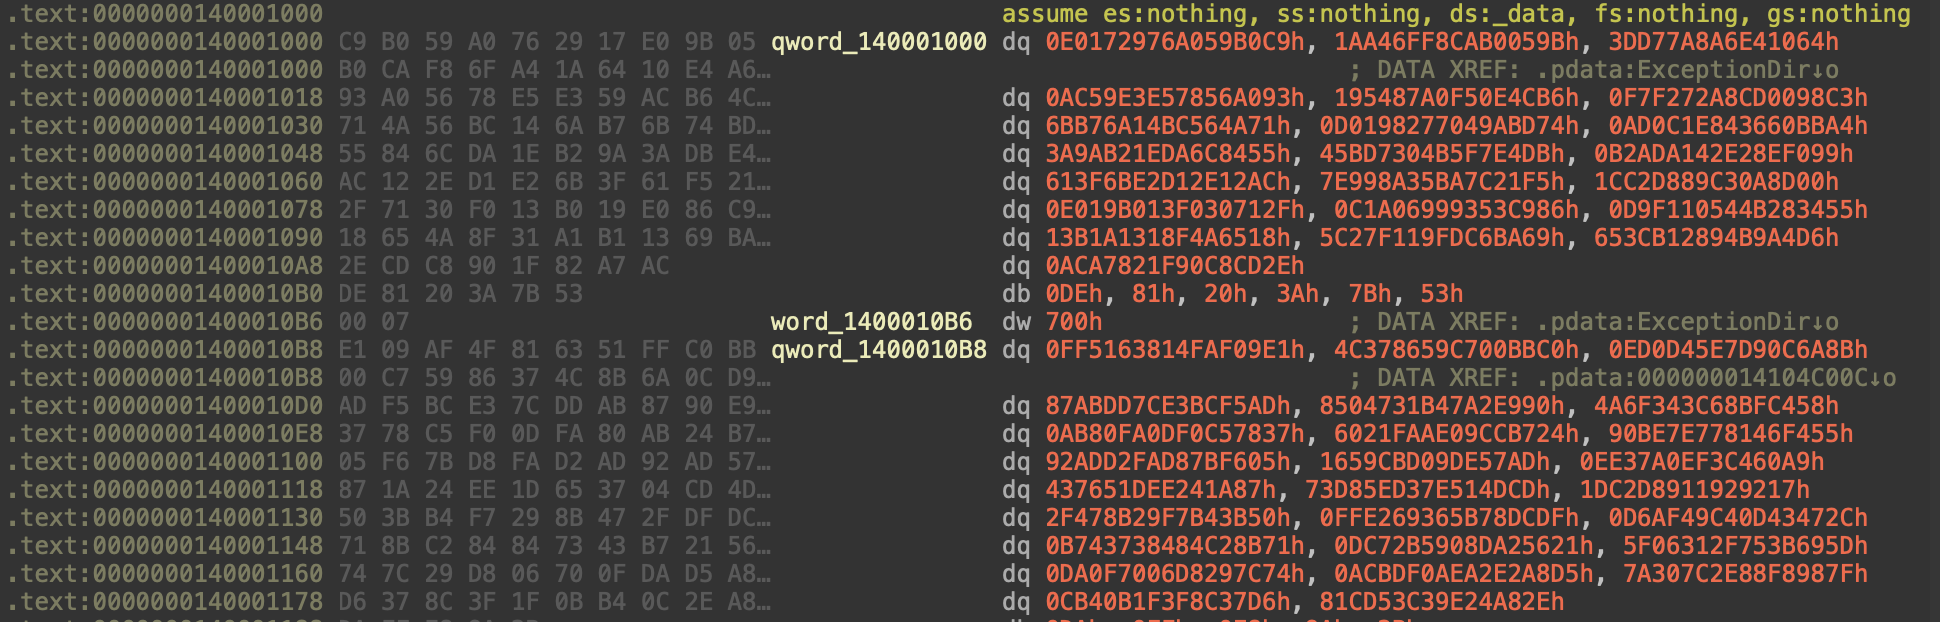 .text:0000000140001000 assume es:nothing, ss:nothing, ds:_data, fs:nothing, gs:nothing
.text:0000000140001000 C9 B0 59 A0 76 29 17 E0 9B 05 qword_140001000 dq 0E0172976A059B0C9h, 1AA46FF8CAB0059Bh, 3DD77A8A6E41064h
.text:0000000140001000 B0 CA F8 6F A4 1A 64 10 E4 A6… ; DATA XREF: .pdata:ExceptionDir↓o
.text:0000000140001018 93 A0 56 78 E5 E3 59 AC B6 4C… dq 0AC59E3E57856A093h, 195487A0F50E4CB6h, 0F7F272A8CD0098C3h
.text:0000000140001030 71 4A 56 BC 14 6A B7 6B 74 BD… dq 6BB76A14BC564A71h, 0D0198277049ABD74h, 0AD0C1E843660BBA4h
.text:0000000140001048 55 84 6C DA 1E B2 9A 3A DB E4… dq 3A9AB21EDA6C8455h, 45BD7304B5F7E4DBh, 0B2ADA142E28EF099h
.text:0000000140001060 AC 12 2E D1 E2 6B 3F 61 F5 21… dq 613F6BE2D12E12ACh, 7E998A35BA7C21F5h, 1CC2D889C30A8D00h
.text:0000000140001078 2F 71 30 F0 13 B0 19 E0 86 C9… dq 0E019B013F030712Fh, 0C1A06999353C986h, 0D9F110544B283455h
.text:0000000140001090 18 65 4A 8F 31 A1 B1 13 69 BA… dq 13B1A1318F4A6518h, 5C27F119FDC6BA69h, 653CB12894B9A4D6h
.text:00000001400010A8 2E CD C8 90 1F 82 A7 AC dq 0ACA7821F90C8CD2Eh
.text:00000001400010B0 DE 81 20 3A 7B 53 db 0DEh, 81h, 20h, 3Ah, 7Bh, 53h
.text:00000001400010B6 00 07 word_1400010B6 dw 700h ; DATA XREF: .pdata:ExceptionDir↓o
.text:00000001400010B8 E1 09 AF 4F 81 63 51 FF C0 BB qword_1400010B8 dq 0FF5163814FAF09E1h, 4C378659C700BBC0h, 0ED0D45E7D90C6A8Bh
.text:00000001400010B8 00 C7 59 86 37 4C 8B 6A 0C D9… ; DATA XREF: .pdata:000000014104C00C↓o
.text:00000001400010D0 AD F5 BC E3 7C DD AB 87 90 E9… dq 87ABDD7CE3BCF5ADh, 8504731B47A2E990h, 4A6F343C68BFC458h
.text:00000001400010E8 37 78 C5 F0 0D FA 80 AB 24 B7… dq 0AB80FA0DF0C57837h, 6021FAAE09CCB724h, 90BE7E778146F455h
.text:0000000140001100 05 F6 7B D8 FA D2 AD 92 AD 57… dq 92ADD2FAD87BF605h, 1659CBD09DE57ADh, 0EE37A0EF3C460A9h
.text:0000000140001118 87 1A 24 EE 1D 65 37 04 CD 4D… dq 437651DEE241A87h, 73D85ED37E514DCDh, 1DC2D8911929217h
.text:0000000140001130 50 3B B4 F7 29 8B 47 2F DF DC… dq 2F478B29F7B43B50h, 0FFE269365B78DCDFh, 0D6AF49C40D43472Ch
.text:0000000140001148 71 8B C2 84 84 73 43 B7 21 56… dq 0B743738484C28B71h, 0DC72B5908DA25621h, 5F06312F753B695Dh
.text:0000000140001160 74 7C 29 D8 06 70 0F DA D5 A8… dq 0DA0F7006D8297C74h, 0ACBDF0AEA2E2A8D5h, 7A307C2E88F8987Fh
.text:0000000140001178 D6 37 8C 3F 1F 0B B4 0C 2E A8… dq 0CB40B1F3F8C37D6h, 81CD53C39E24A82Eh